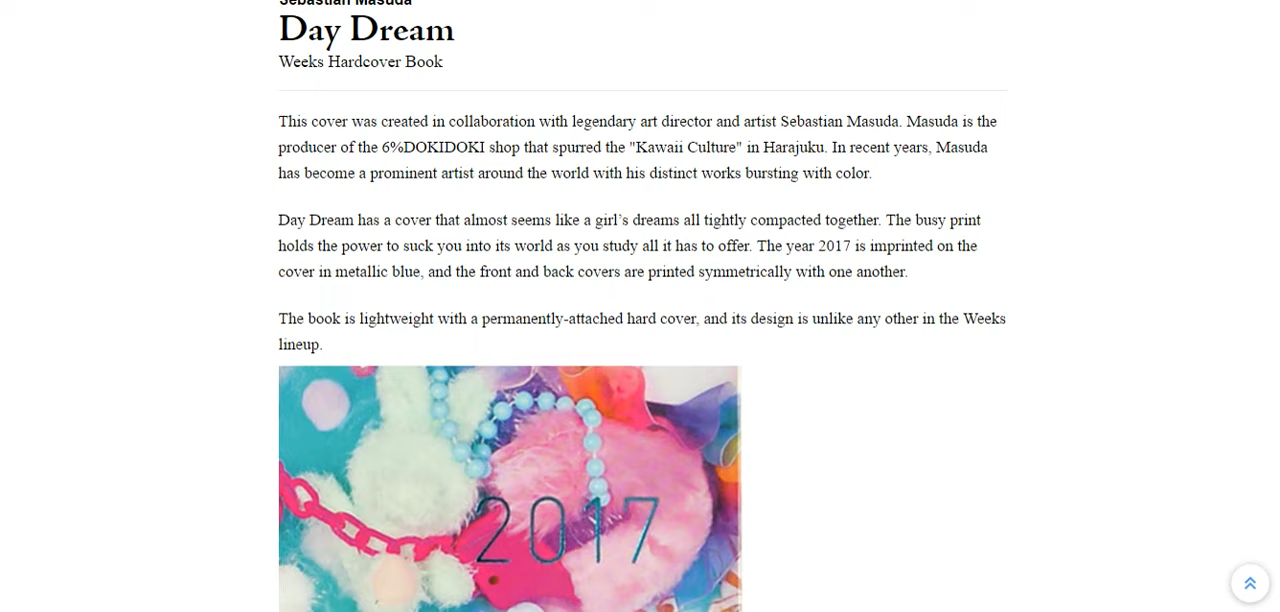 Sebastian Masuda
Day Dream
Weeks Hardcover Book
This cover was created in collaboration with legendary art director and artist Sebastian Masuda. Masuda is the
producer of the 6%DOKIDOKI shop that spurred the "Kawaii Culture" in Harajuku. In recent years, Masuda
has become a prominent artist around the world with his distinct works bursting with color.
Day Dream has a cover that almost seems like a girl’s dreams all tightly compacted together. The busy print
holds the power to suck you into its world as you study all it has to offer. The year 2017 is imprinted on the
cover in metallic blue, and the front and back covers are printed symmetrically with one another.
The book is lightweight with a permanently-attached hard cover, and its design is unlike any other in the Weeks
lineup.
2017